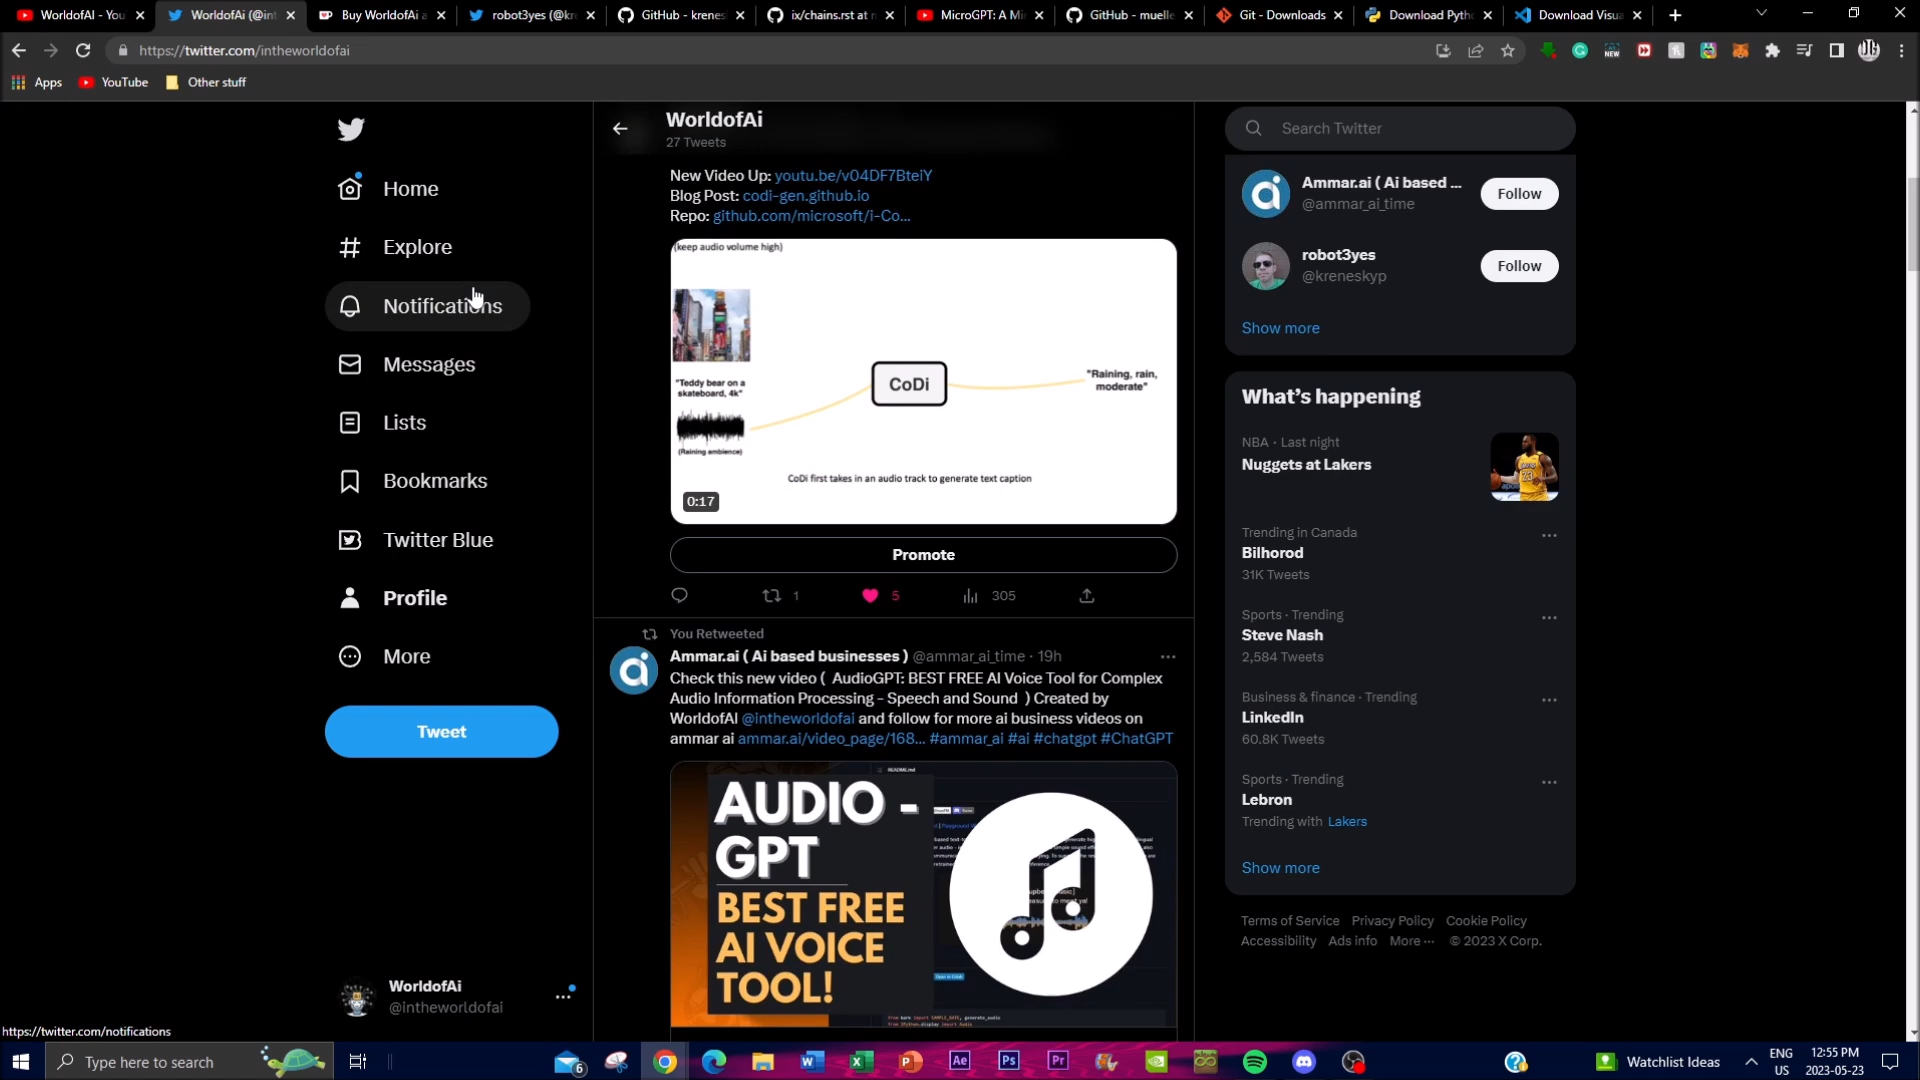 WorldofAI - You
WorldofAi (@int
Buy WorldofAi a
robot3yes (@kre
GitHub - krenes
ix/chains.rst at m
MicroGPT: A Mi
GitHub - muelle
Git - Downloads
Download Pyth
Download Visua
https://twitter.com/intheworldofai
NEW
Apps
YouTube
Other stuff
Home
Explore
Notifications
Messages
Lists
Bookmarks
Twitter Blue
Profile
More
Tweet
WorldofAi
@intheworldofai
https://twitter.com/notifications
WorldofAi
27 Tweets
New Video Up: youtu.be/v04DF7BteiY
Blog Post: codi-gen.github.io
Repo: github.com/microsoft/i-Co...
(keep audio volume high)
"Teddy bear on a
skateboard, 4k"
(Raining ambience)
CoDi
"Raining, rain,
moderate"
CoDi first takes in an audio track to generate text caption
0:17
Promote
1
5
305
You Retweeted
Ammar.ai ( Ai based businesses ) @ammar_ai_time · 19h
Check this new video (  AudioGPT: BEST FREE AI Voice Tool for Complex
Audio Information Processing - Speech and Sound  ) Created by
WorldofAI @intheworldofai and follow for more ai business videos on
ammar ai ammar.ai/video_page/168... #ammar_ai #ai #chatgpt #ChatGPT
README.md
AUDIO -
GPT
BEST FREE
AI VOICE
TOOL!
Search Twitter
Ammar.ai ( Ai based ...
@ammar_ai_time
Follow
robot3yes
@kreneskyp
Follow
Show more
What's happening
NBA · Last night
Nuggets at Lakers
Trending in Canada
Bilhorod
31K Tweets
Sports · Trending
Steve Nash
2,584 Tweets
Business & finance · Trending
LinkedIn
60.8K Tweets
Sports · Trending
Lebron
Trending with Lakers
Show more
Terms of Service Privacy Policy Cookie Policy
Accessibility Ads info More ··· © 2023 X Corp.
Type here to search
6
Ae
Ps
Pr
Watchlist Ideas
ENG
US
12:55 PM
2023-05-23